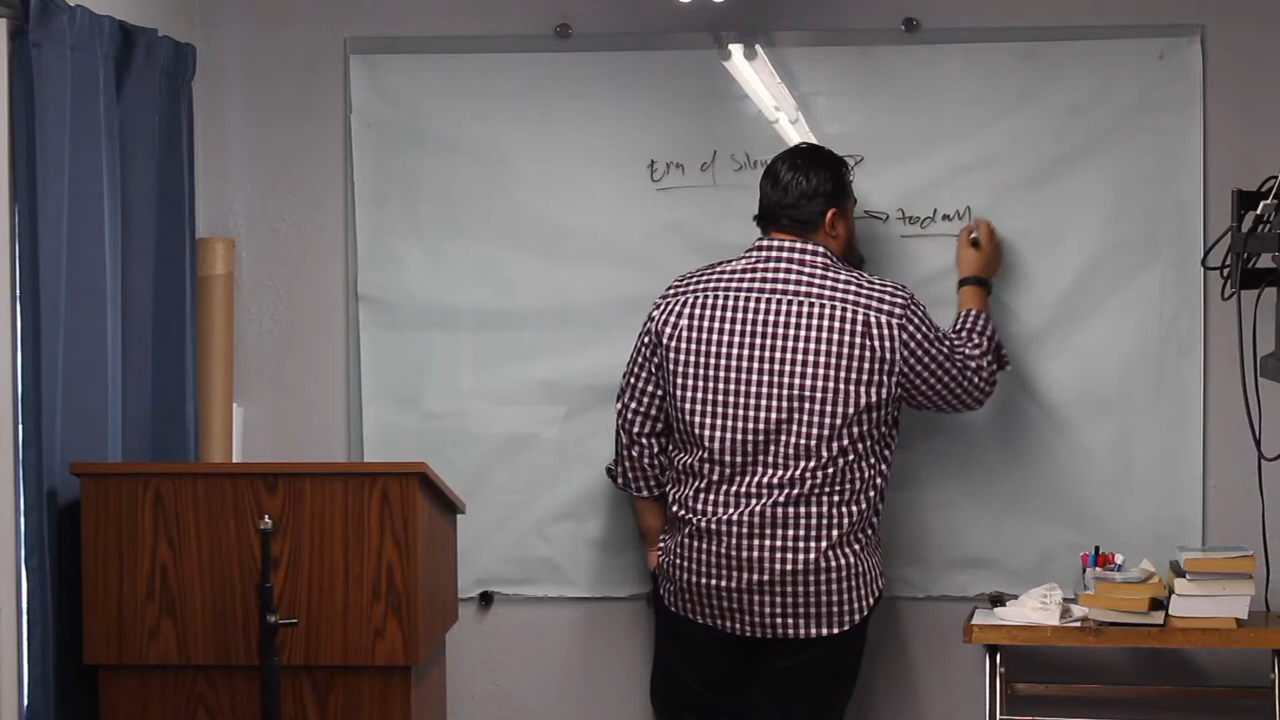 Era of
→ today